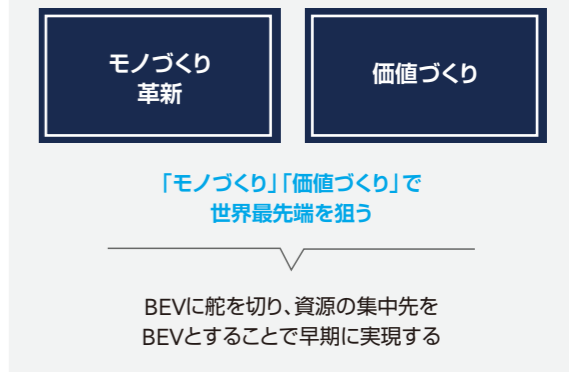 モノづくり
革新
価値づくり
「モノづくり」「価値づくり」で
世界最先端を狙う
BEVに舵を切り、資源の集中先を
BEVとすることで早期に実現する